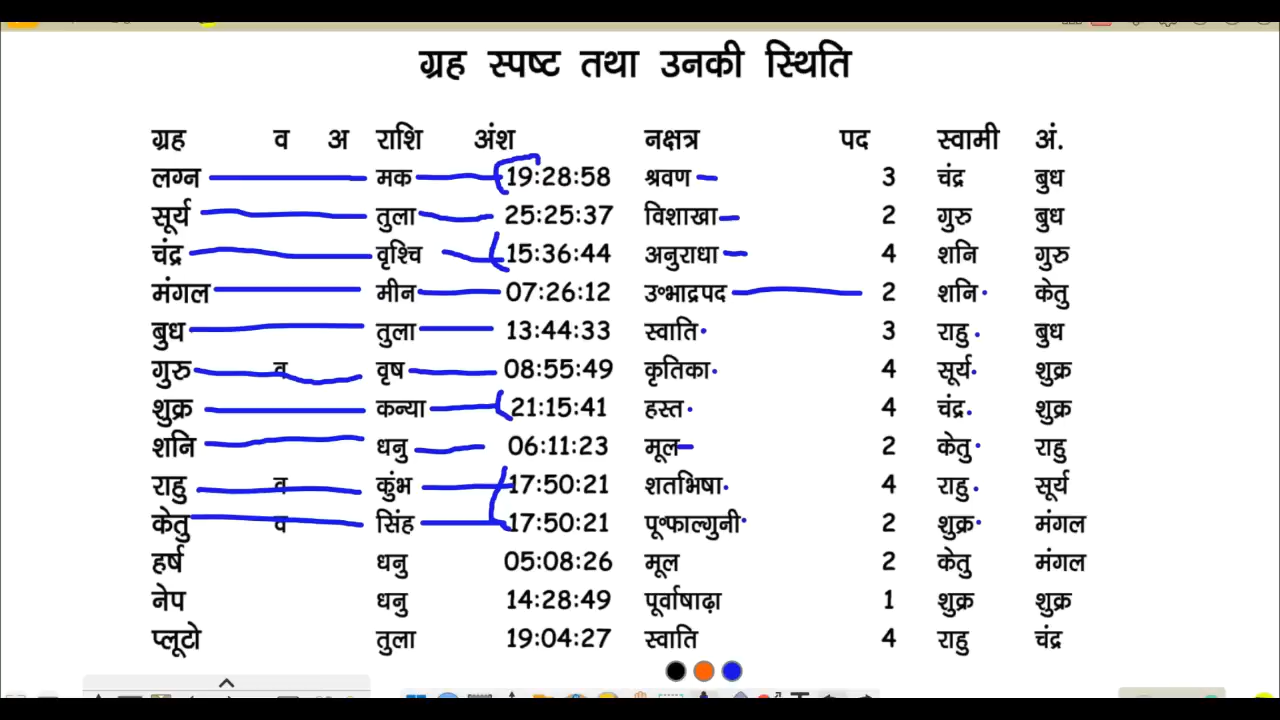 ग्रह स्पष्ट तथा उनकी स्थिति
ग्रह व अ राशि अंश नक्षत्र पद स्वामी अं.
लग्न मक 19:28:58 श्रवण 3 चंद्र बुध
सूर्य तुला 25:25:37 विशाखा 2 गुरु बुध
चंद्र वृश्चि 15:36:44 अनुराधा 4 शनि गुरु
मंगल मीन 07:26:12 उ॰भाद्रपद 2 शनि केतु
बुध तुला 13:44:33 स्वाति 3 राहु बुध
गुरु व वृष 08:55:49 कृतिका 4 सूर्य शुक्र
शुक्र कन्या 21:15:41 हस्त 4 चंद्र शुक्र
शनि धनु 06:11:23 मूल 2 केतु राहु
राहु व कुंभ 17:50:21 शतभिषा 4 राहु सूर्य
केतु व सिंह 17:50:21 पू॰फाल्गुनी 2 शुक्र मंगल
हर्ष धनु 05:08:26 मूल 2 केतु मंगल
नेप धनु 14:28:49 पूर्वाषाढ़ा 1 शुक्र शुक्र
प्लूटो तुला 19:04:27 स्वाति 4 राहु चंद्र